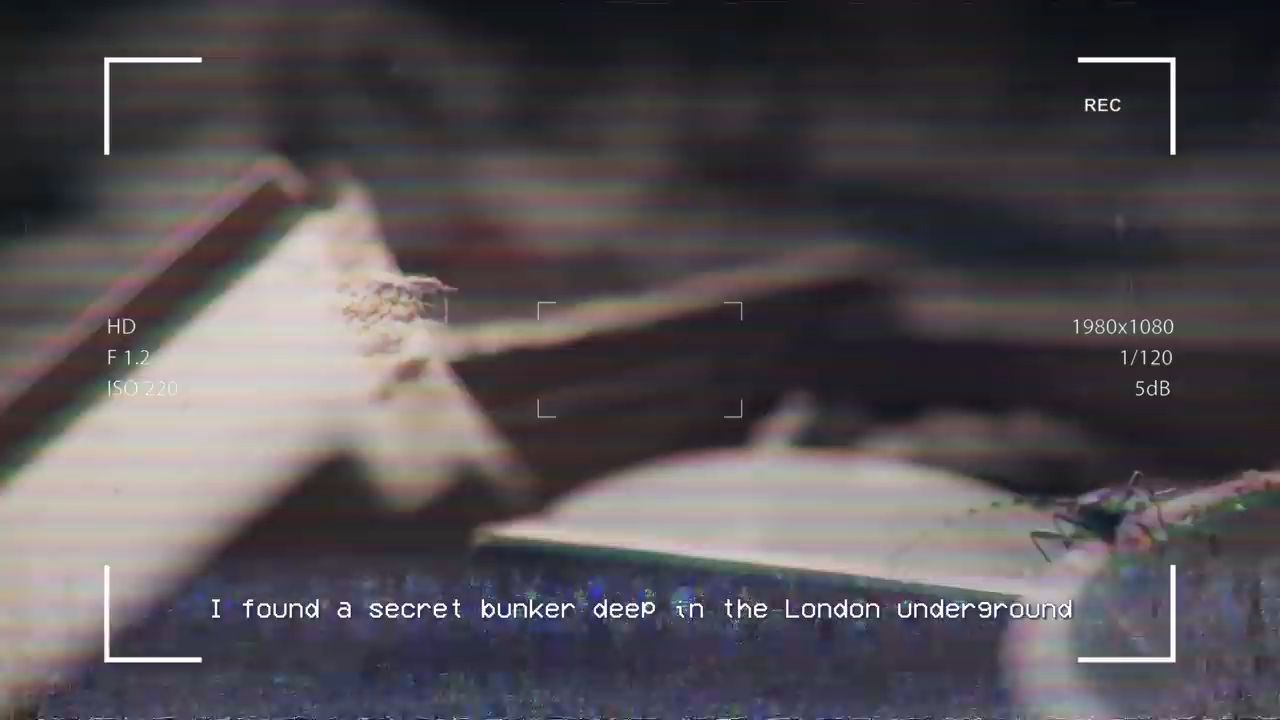 REC
HD
1980x1080
F 1.2
1/120
ISO 220
5dB
I found a secret bunker deep in the London underground